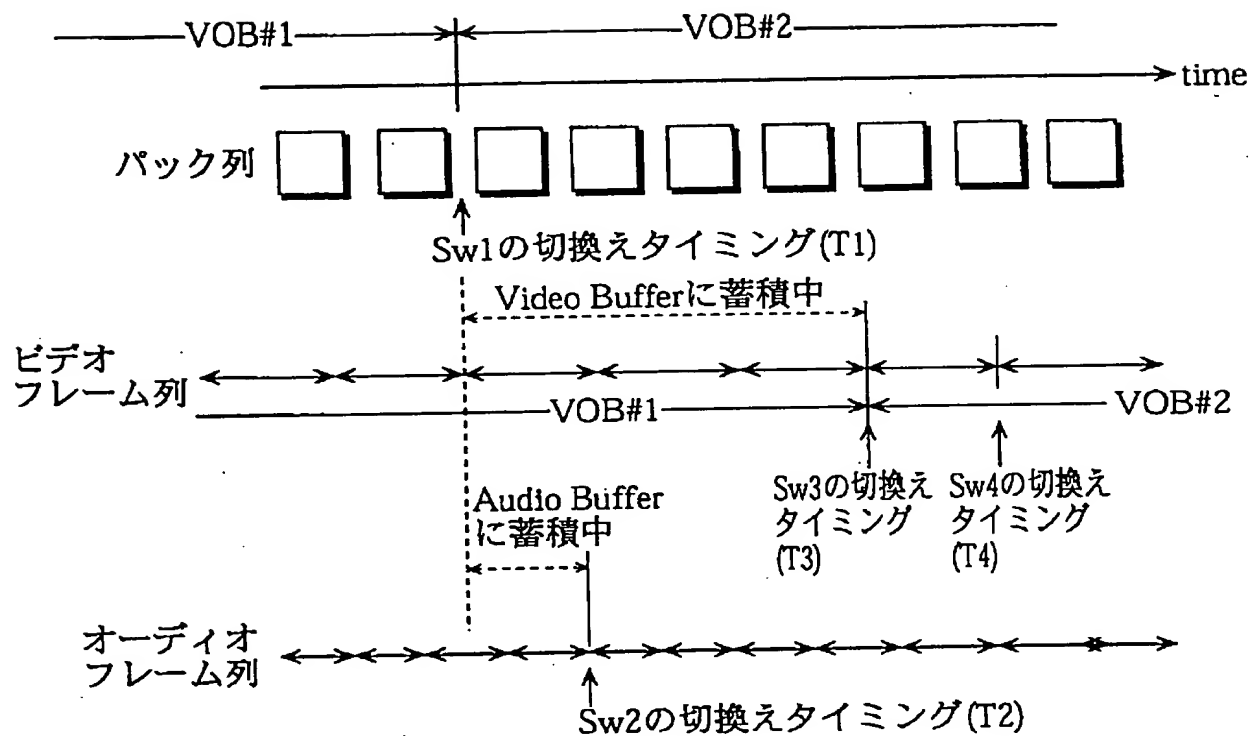 VOB#1
VOB#2
time
パック列
Sw1の切換えタイミング(T1)
Video Bufferに蓄積中
ビデオ
フレーム列
VOB#1
VOB#2
Sw3の切換え
タイミング
(T3)
Sw4の切換え
タイミング
(T4)
Audio Buffer
に蓄積中
オーディオ
フレーム列
Sw2の切換えタイミング(T2)